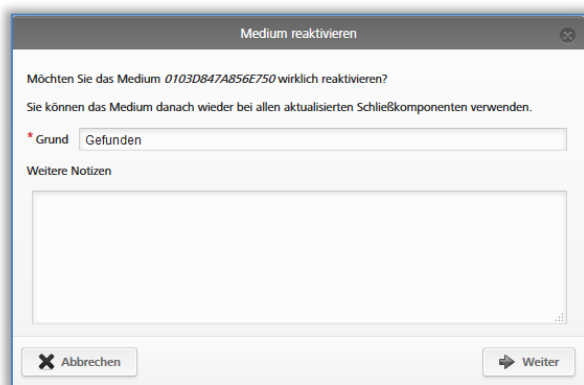 Medium reaktivieren
Möchten Sie das Medium 0103D847A856E750 wirklich reaktivieren?
Sie können das Medium danach wieder bei allen aktualisierten Schließkomponenten verwenden.
* Grund Gefunden
Weitere Notizen
Abbrechen Weiter